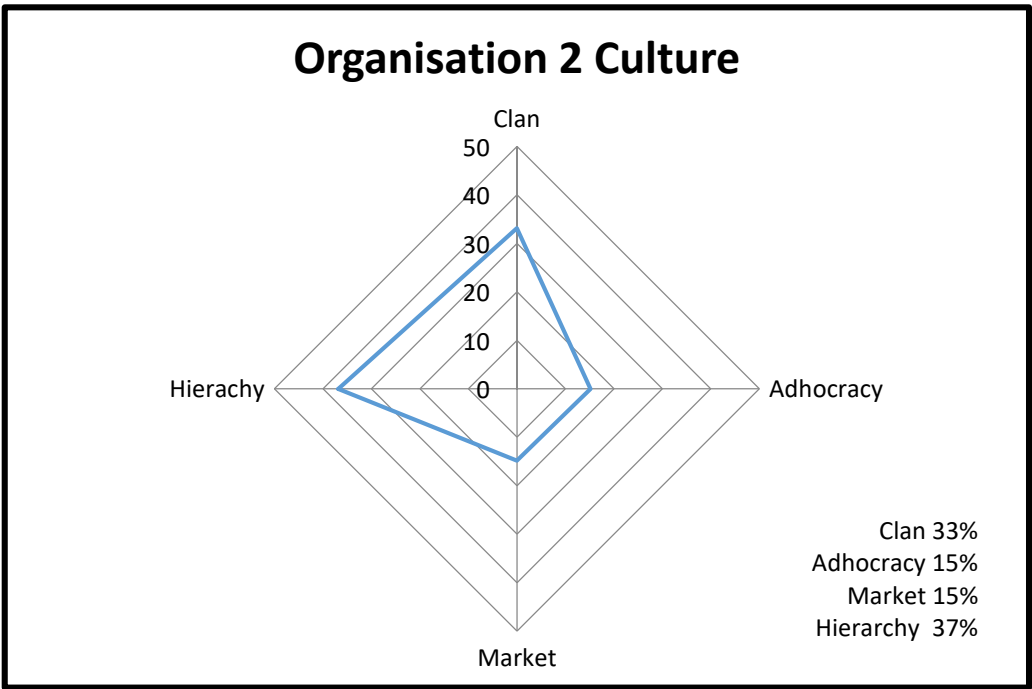 Organisation 2 Culture
Clan
50
40
30
20
10
0
Hierachy
Adhocracy
Market
Clan 33%
Adhocracy 15%
Market 15%
Hierarchy 37%